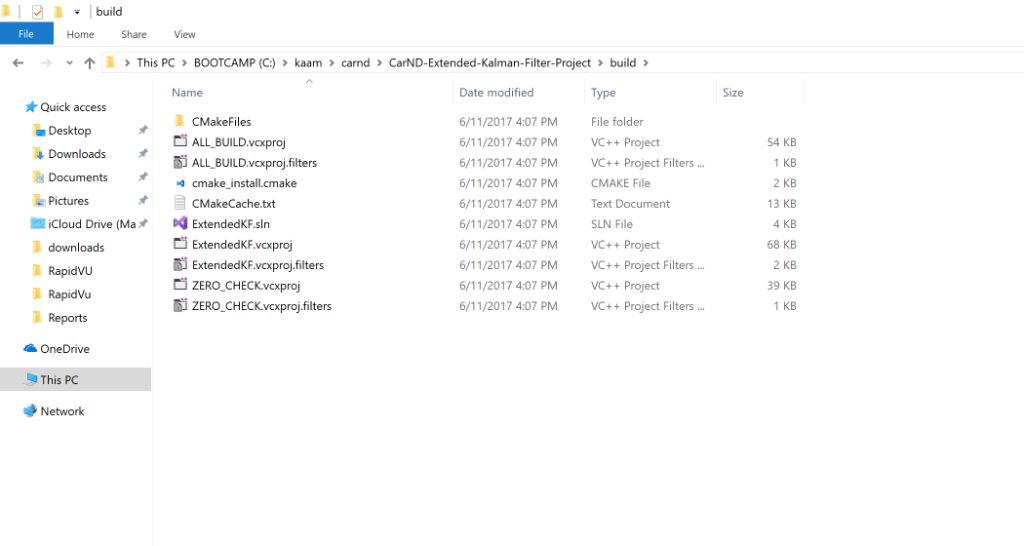 build
File Home Share View
This PC BOOTCAMP (C:) kaam carnd CarND-Extended-Kalman-Filter-Project build
Name Date modified Type Size
Quick access
Desktop
Downloads
Documents
Pictures
iCloud Drive (Ma
downloads
RapidVU
RapidVu
Reports
OneDrive
This PC
Network
CMakeFiles 6/11/2017 4:07 PM File folder
ALL_BUILD.vcxproj 6/11/2017 4:07 PM VC++ Project 54 KB
ALL_BUILD.vcxproj.filters 6/11/2017 4:07 PM VC++ Project Filters ... 1 KB
cmake_install.cmake 6/11/2017 4:07 PM CMAKE File 2 KB
CMakeCache.txt 6/11/2017 4:07 PM Text Document 13 KB
ExtendedKF.sln 6/11/2017 4:07 PM SLN File 4 KB
ExtendedKF.vcxproj 6/11/2017 4:07 PM VC++ Project 68 KB
ExtendedKF.vcxproj.filters 6/11/2017 4:07 PM VC++ Project Filters ... 2 KB
ZERO_CHECK.vcxproj 6/11/2017 4:07 PM VC++ Project 39 KB
ZERO_CHECK.vcxproj.filters 6/11/2017 4:07 PM VC++ Project Filters ... 1 KB